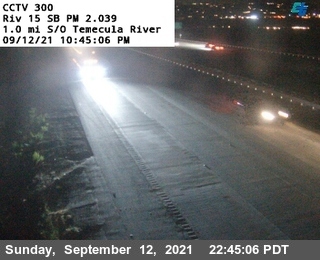 CCTV 300
Riv 15 SB PM 2.039
1.0 mi S/O Temecula River
09/12/21 10:45:06 PM
Sunday, September 12, 2021 22:45:06 PDT